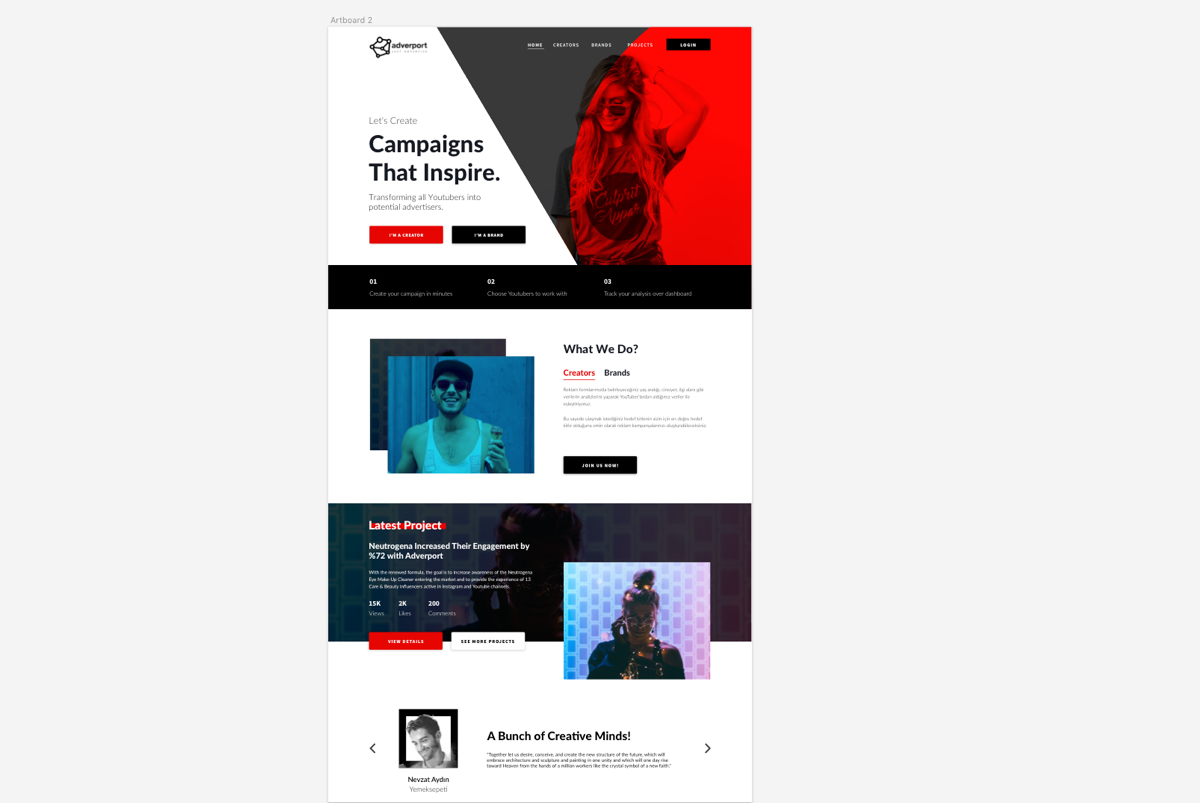 Artboard 2
adverport
HOME CREATORS BRANDS PROJECTS LOGIN
Let's Create
Campaigns
That Inspire.
Transforming all Youtubers into
potential advertisers.
I'M A CREATOR I'M A BRAND
Culprit
01 02 03
Create your campaign in minutes Choose Youtubers to work with Track your analysis over dashboard
What We Do?
Creators Brands
JOIN US NOW!
Latest Project
Neutrogena Increased Their Engagement by
%72 with Adverport
With the renewed formula, the goal is to increase awareness of the Neutrogena
Eye Make-Up Cleaner entering the market and to provide the experience of 13
Care & Beauty influencers active in Instagram and Youtube channels.
15K 2K 200
Views Likes Comments
VIEW DETAILS SEE MORE PROJECTS
A Bunch of Creative Minds!
"Together let us desire, conceive, and create the new structure of the future, which will
embrace architecture and sculpture and painting in one unity and which will one day rise
toward Heaven from the hands of a million workers like the crystal symbol of a new faith."
Nevzat Aydın
Yemeksepeti